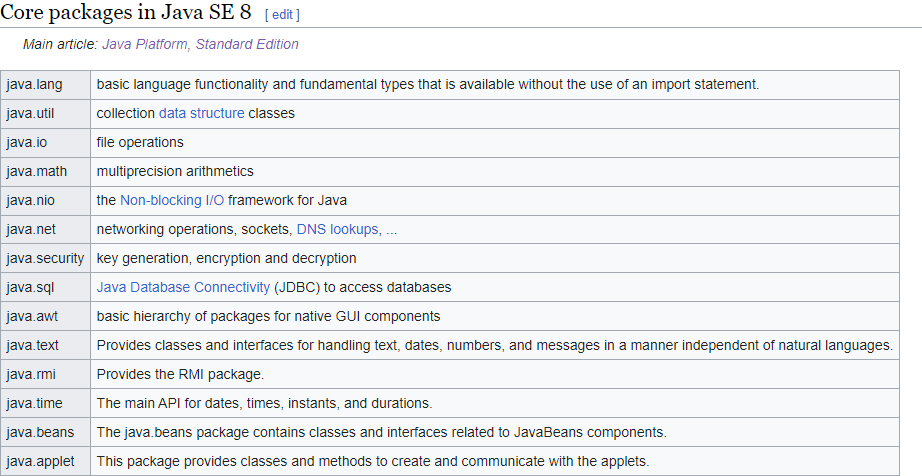 Core packages in Java SE 8 [ edit ]
Main article: Java Platform, Standard Edition
java.lang basic language functionality and fundamental types that is available without the use of an import statement.
java.util collection data structure classes
java.io file operations
java.math multiprecision arithmetics
java.nio the Non-blocking I/O framework for Java
java.net networking operations, sockets, DNS lookups, ...
java.security key generation, encryption and decryption
java.sql Java Database Connectivity (JDBC) to access databases
java.awt basic hierarchy of packages for native GUI components
java.text Provides classes and interfaces for handling text, dates, numbers, and messages in a manner independent of natural languages.
java.rmi Provides the RMI package.
java.time The main API for dates, times, instants, and durations.
java.beans The java.beans package contains classes and interfaces related to JavaBeans components.
java.applet This package provides classes and methods to create and communicate with the applets.